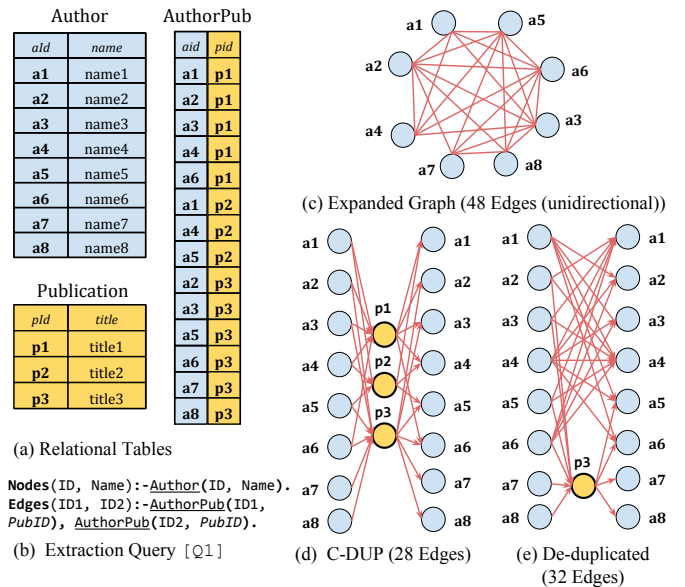 Author
aId name
a1 name1
a2 name2
a3 name3
a4 name4
a5 name5
a6 name6
a7 name7
a8 name8
Publication
pId title
p1 title1
p2 title2
p3 title3
AuthorPub
aid pid
a1 p1
a2 p1
a3 p1
a4 p1
a6 p1
a1 p2
a4 p2
a5 p2
a2 p3
a3 p3
a5 p3
a6 p3
a7 p3
a8 p3
(a) Relational Tables
Nodes(ID, Name):-Author(ID, Name).
Edges(ID1, ID2):-AuthorPub(ID1,
PubID), AuthorPub(ID2, PubID).
(b) Extraction Query [Q1]
a1
a5
a2
a6
a4
a3
a7
a8
(c) Expanded Graph (48 Edges (unidirectional))
a1
a2
a3
a4
a5
a6
a7
a8
p1
p2
p3
a1
a2
a3
a4
a5
a6
a7
a8
(d) C-DUP (28 Edges)
a1
a2
a3
a4
a5
a6
a7
a8
p3
a1
a2
a3
a4
a5
a6
a7
a8
(e) De-duplicated
(32 Edges)